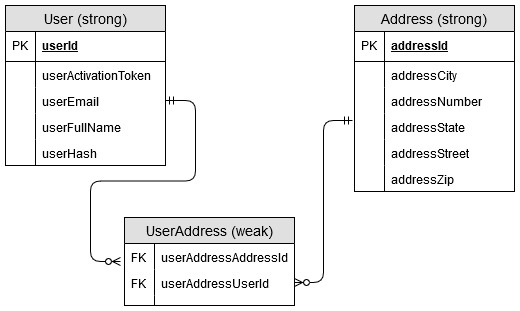 User (strong)
PK userId
userActivationToken
userEmail
userFullName
userHash
Address (strong)
PK addressId
addressCity
addressNumber
addressState
addressStreet
addressZip
UserAddress (weak)
FK userAddressAddressId
FK userAddressUserId